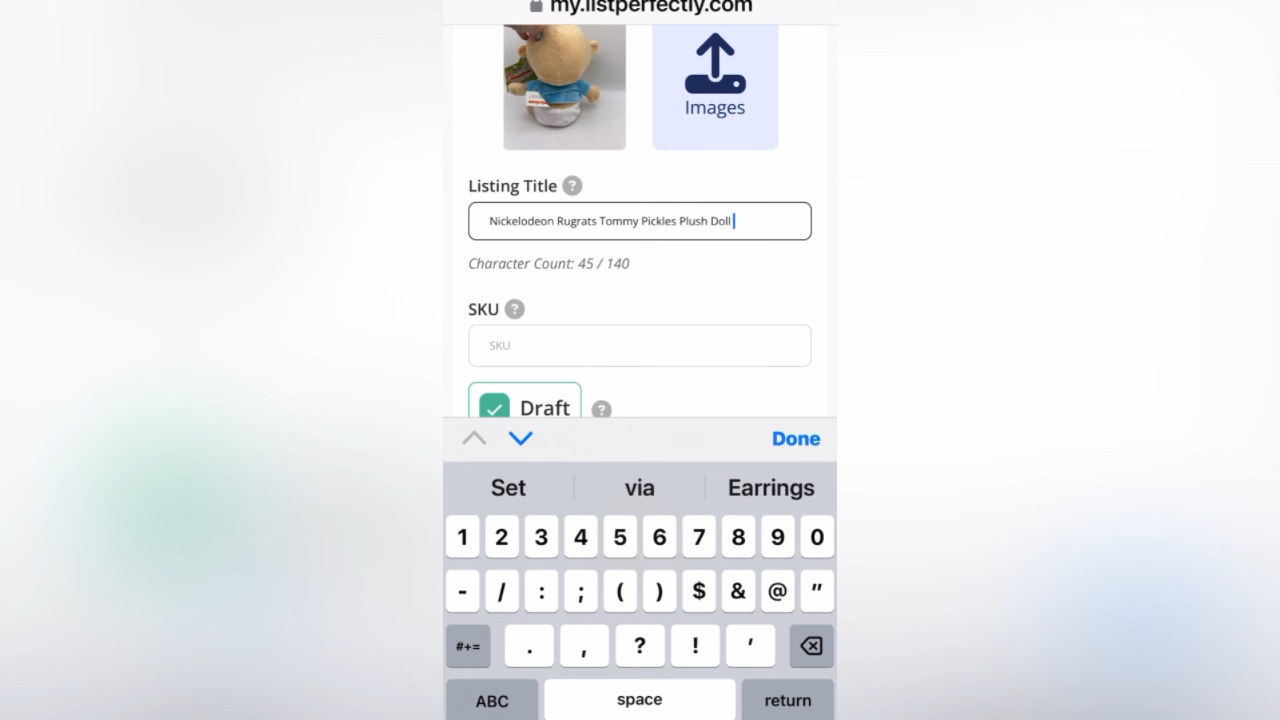 my.listperfectly.com
Images
Listing Title ?
Nickelodeon Rugrats Tommy Pickles Plush Doll
Character Count: 45 / 140
SKU ?
SKU
Draft ?
Done
Set via Earrings
1 2 3 4 5 6 7 8 9 0
- / : ; ( ) $ & @ "
#+= . , ? ! '
ABC space return